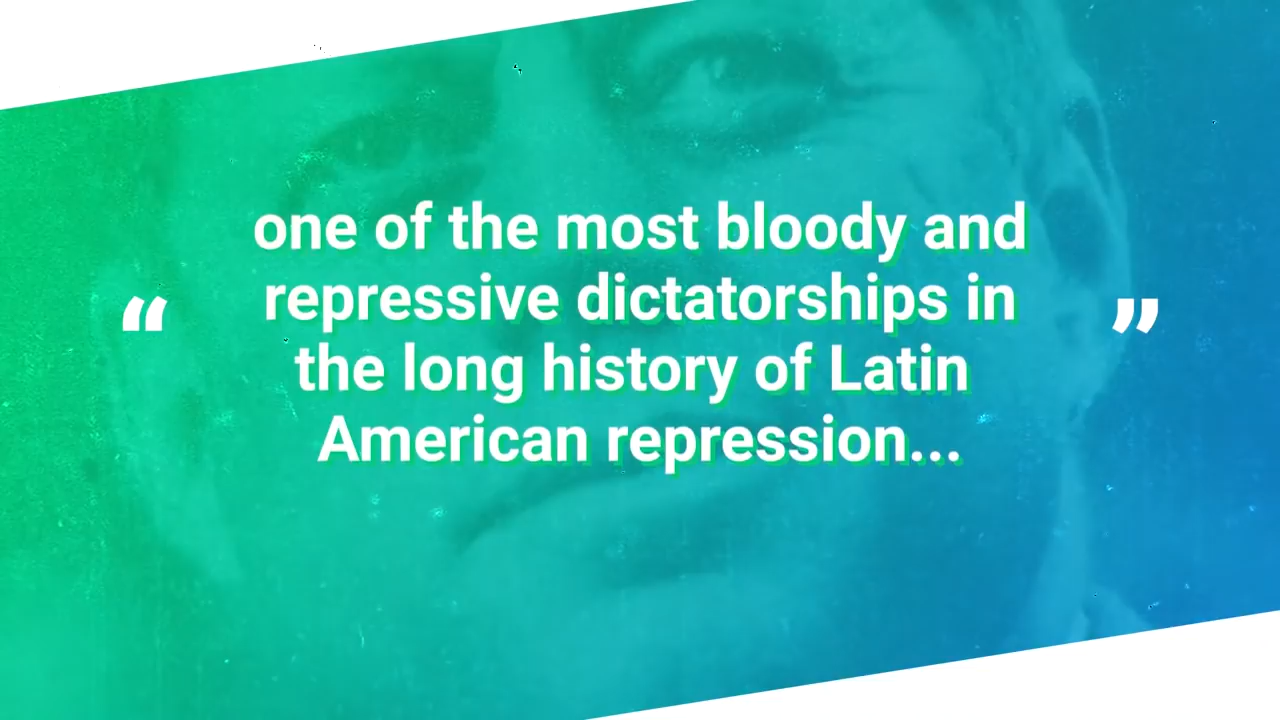 “one of the most bloody and
repressive dictatorships in
the long history of Latin
American repression...”